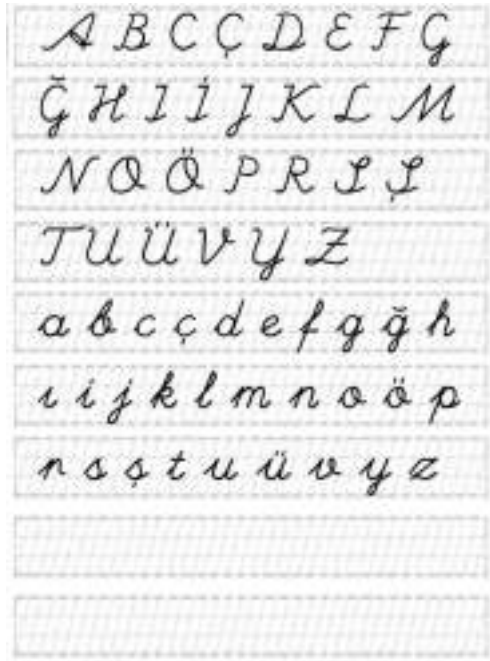 A B C Ç D E F G
Ğ H I İ J K L M
N O Ö P R S Ş
T U Ü V Y Z
a b c ç d e f g ğ h
ı i j k l m n o ö p
r s ş t u ü v y z